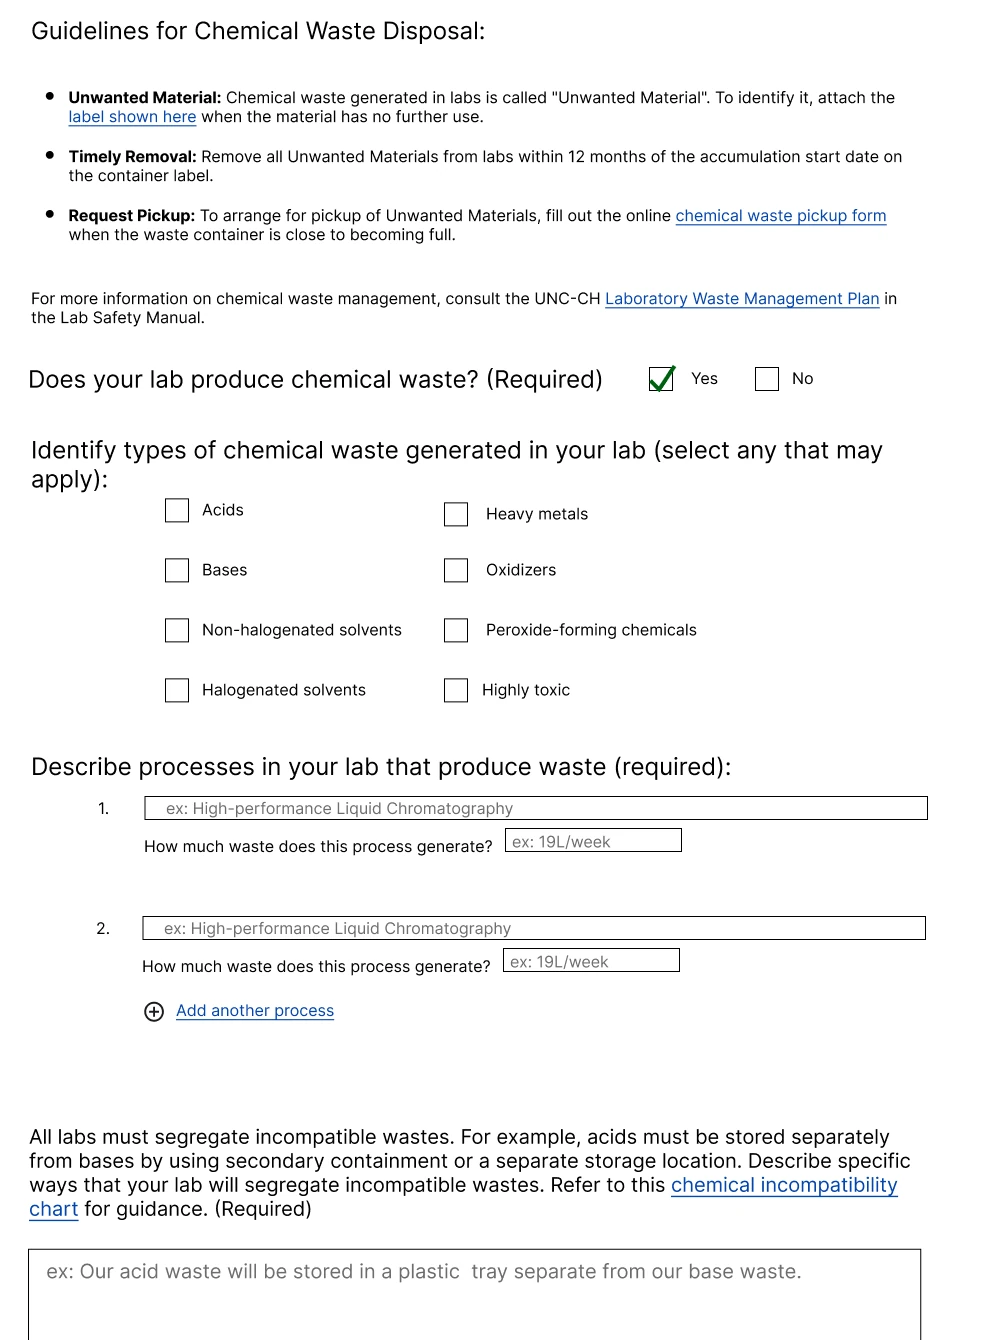 Guidelines for Chemical Waste Disposal:
Unwanted Material: Chemical waste generated in labs is called "Unwanted Material". To identify it, attach the
label shown here when the material has no further use.
Timely Removal: Remove all Unwanted Materials from labs within 12 months of the accumulation start date on
the container label.
Request Pickup: To arrange for pickup of Unwanted Materials, fill out the online chemical waste pickup form
when the waste container is close to becoming full.
For more information on chemical waste management, consult the UNC-CH Laboratory Waste Management Plan in
the Lab Safety Manual.
Does your lab produce chemical waste? (Required) Yes No
Identify types of chemical waste generated in your lab (select any that may
apply):
Acids Heavy metals
Bases Oxidizers
Non-halogenated solvents Peroxide-forming chemicals
Halogenated solvents Highly toxic
Describe processes in your lab that produce waste (required):
1. ex: High-performance Liquid Chromatography
How much waste does this process generate? ex: 19L/week
2. ex: High-performance Liquid Chromatography
How much waste does this process generate? ex: 19L/week
Add another process
All labs must segregate incompatible wastes. For example, acids must be stored separately
from bases by using secondary containment or a separate storage location. Describe specific
ways that your lab will segregate incompatible wastes. Refer to this chemical incompatibility
chart for guidance. (Required)
ex: Our acid waste will be stored in a plastic tray separate from our base waste.